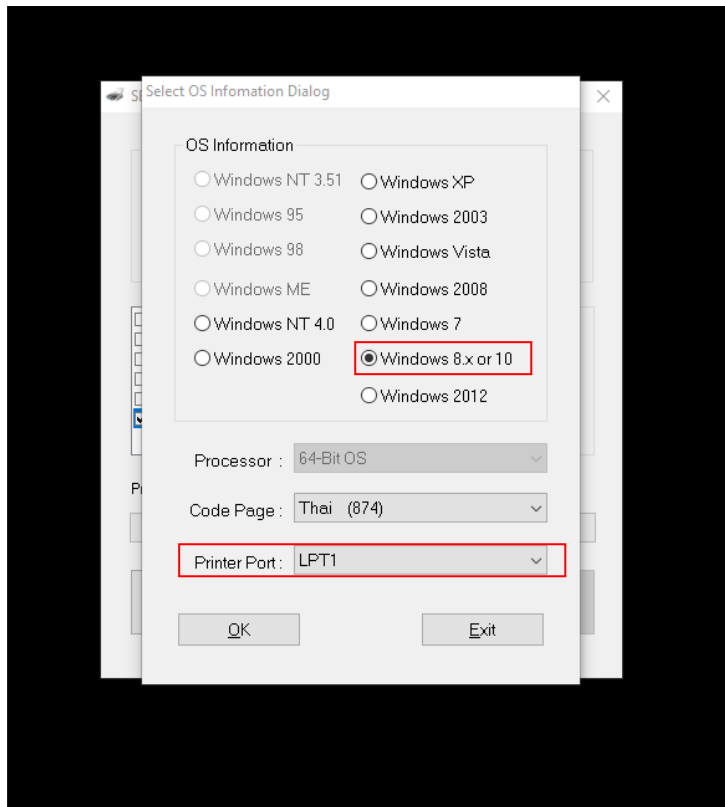 Select OS Infomation Dialog
OS Information
Windows NT 3.51
Windows XP
Windows 95
Windows 2003
Windows 98
Windows Vista
Windows ME
Windows 2008
Windows NT 4.0
Windows 7
Windows 2000
Windows 8.x or 10
Windows 2012
Processor : 64-Bit OS
Code Page : Thai (874)
Printer Port : LPT1
OK
Exit